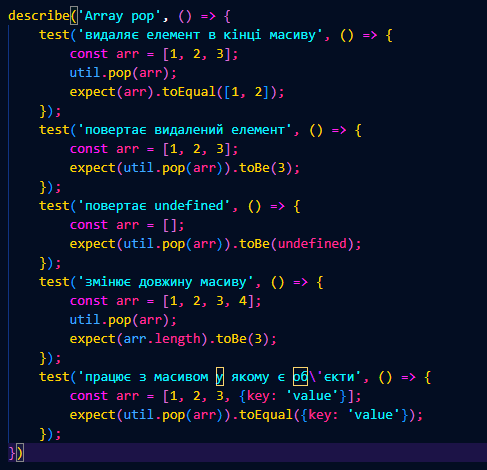 describe('Array pop', () => {
    test('видаляє елемент в кінці масиву', () => {
        const arr = [1, 2, 3];
        util.pop(arr);
        expect(arr).toEqual([1, 2]);
    });
    test('повертає видалений елемент', () => {
        const arr = [1, 2, 3];
        expect(util.pop(arr)).toBe(3);
    });
    test('повертає undefined', () => {
        const arr = [];
        expect(util.pop(arr)).toBe(undefined);
    });
    test('змінює довжину масиву', () => {
        const arr = [1, 2, 3, 4];
        util.pop(arr);
        expect(arr.length).toBe(3);
    });
    test('працює з масивом у якому є об\'єкти', () => {
        const arr = [1, 2, 3, {key: 'value'}];
        expect(util.pop(arr)).toEqual({key: 'value'});
    });
})